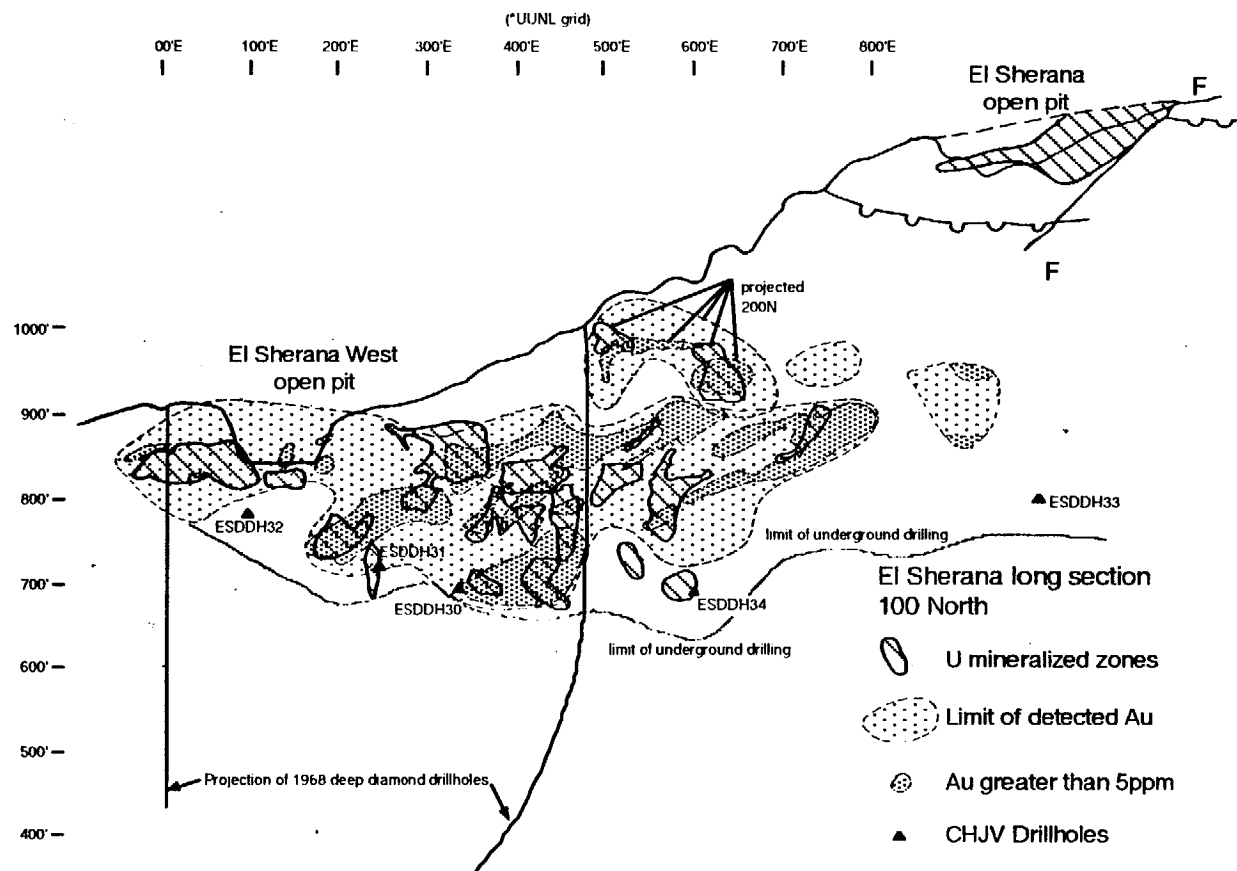 (*UUNL grid)
00'E 100'E 200'E 300'E 400'E 500'E 600'E 700'E 800'E
El Sherana
open pit
F
F
projected
200N
1000'
El Sherana West
open pit
900'
800'
ESDDH32
ESDDH31
ESDDH33
limit of underground drilling
700'
ESDDH30
ESDDH34
El Sherana long section
100 North
limit of underground drilling
600'
U mineralized zones
Limit of detected Au
500'
Projection of 1968 deep diamond drillholes
Au greater than 5ppm
400'
CHJV Drillholes